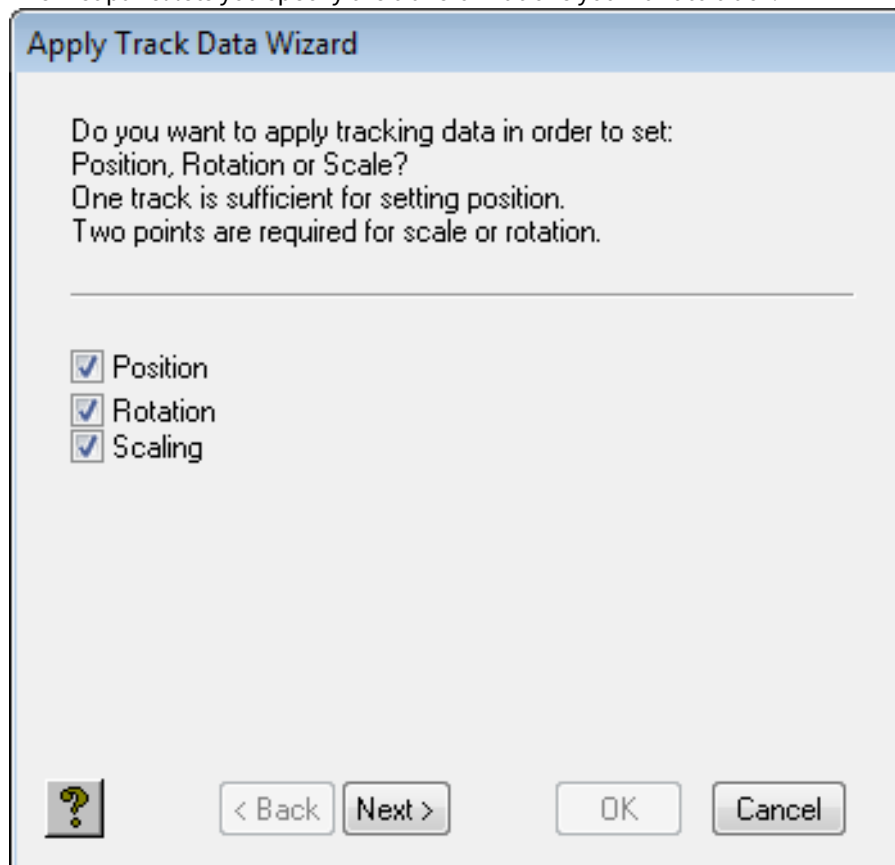 Apply Track Data Wizard
Do you want to apply tracking data in order to set:
Position, Rotation or Scale?
One track is sufficient for setting position.
Two points are required for scale or rotation.
Position
Rotation
Scaling
? < Back Next > OK Cancel